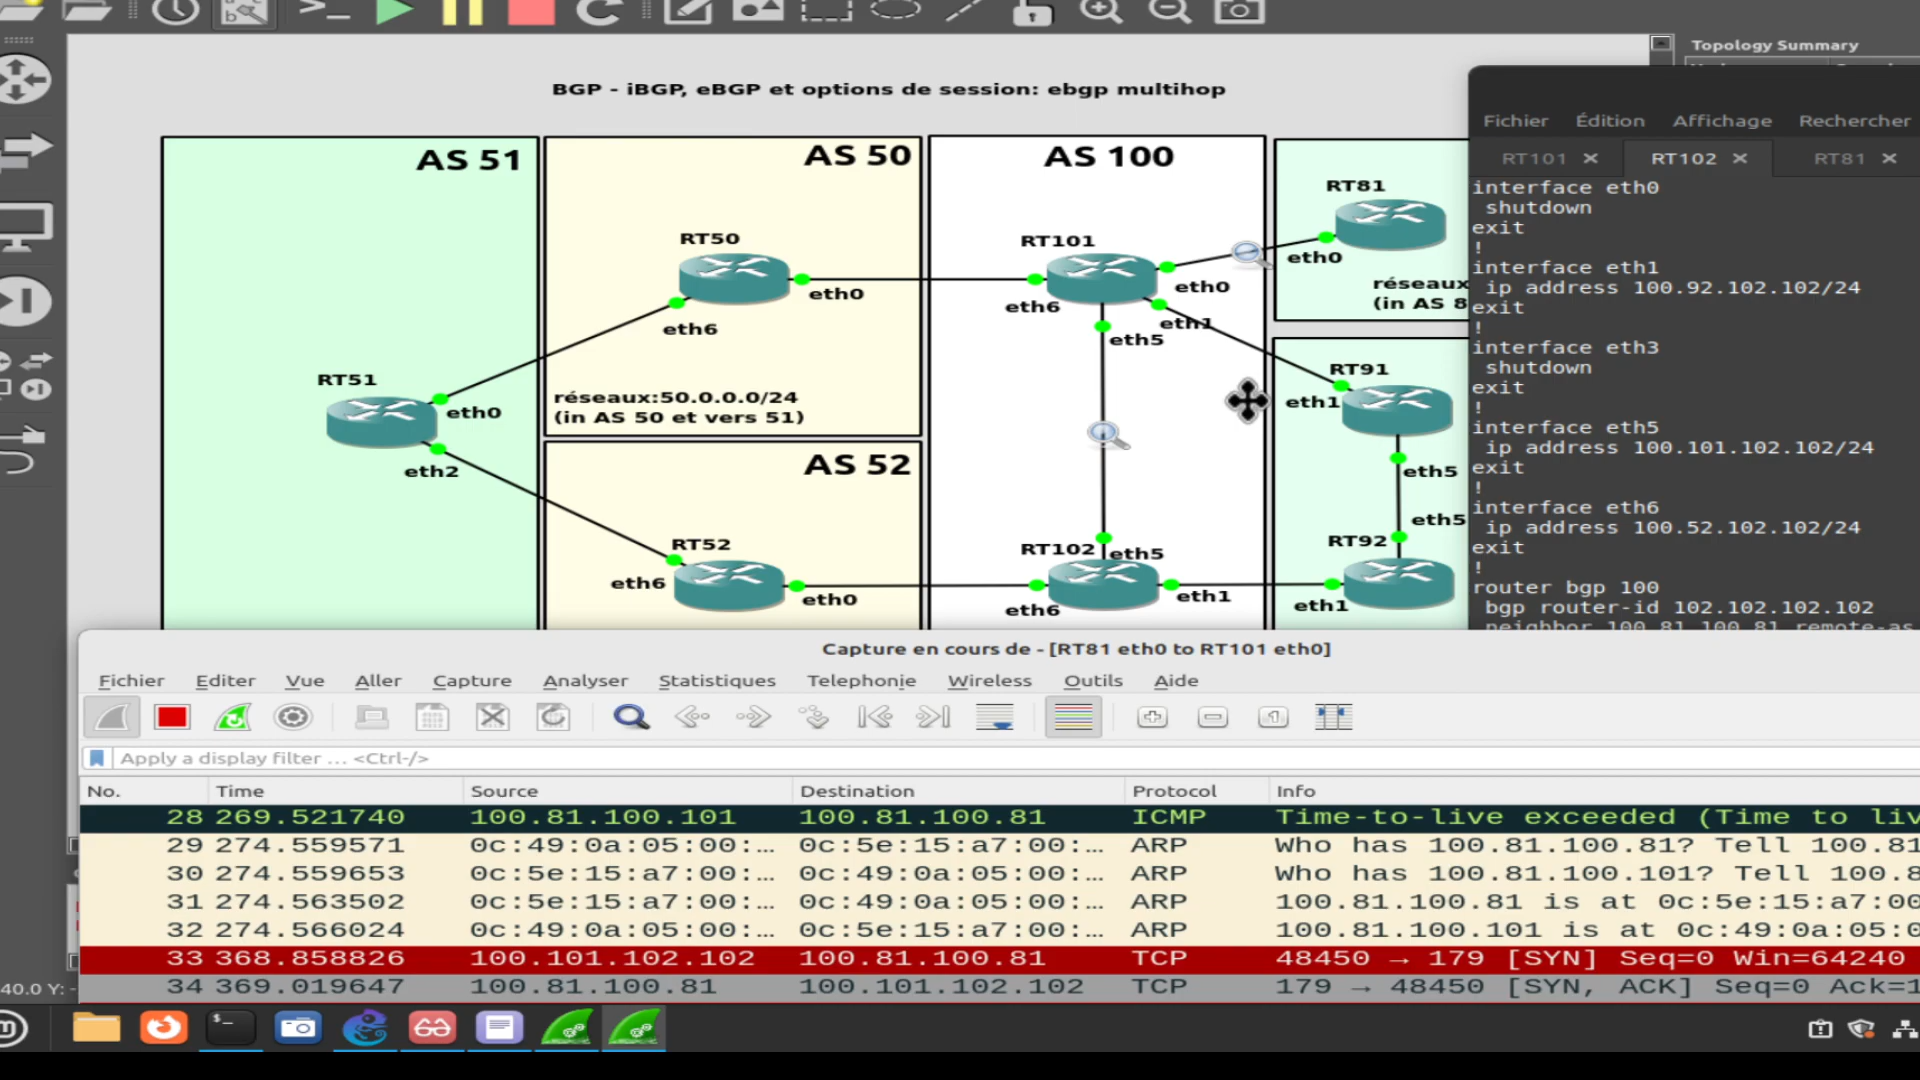 Topology Summary
BGP - iBGP, eBGP et options de session: ebgp multihop
AS 51
AS 50
AS 100
RT81
eth0
réseaux
(in AS 8
RT50
eth0
eth6
RT101
eth0
eth6
eth1
eth5
RT51
eth0
eth2
réseaux:50.0.0.0/24
(in AS 50 et vers 51)
RT91
eth1
eth5
AS 52
RT52
eth6
eth0
RT102
eth5
eth6
eth1
eth5
RT92
eth1
Fichier Édition Affichage Rechercher
RT101 × RT102 × RT81 ×
interface eth0
shutdown
exit
!
interface eth1
ip address 100.92.102.102/24
exit
!
interface eth3
shutdown
exit
!
interface eth5
ip address 100.101.102.102/24
exit
!
interface eth6
ip address 100.52.102.102/24
exit
!
router bgp 100
bgp router-id 102.102.102.102
neighbor 100.81.100.81 remote-as
Capture en cours de - [RT81 eth0 to RT101 eth0]
Fichier Editer Vue Aller Capture Analyser Statistiques Telephonie Wireless Outils Aide
Apply a display filter … <Ctrl-/>
No. Time Source Destination Protocol Info
28 269.521740 100.81.100.101 100.81.100.81 ICMP Time-to-live exceeded (Time to liv
29 274.559571 0c:49:0a:05:00:… 0c:5e:15:a7:00:… ARP Who has 100.81.100.81? Tell 100.81
30 274.559653 0c:5e:15:a7:00:… 0c:49:0a:05:00:… ARP Who has 100.81.100.101? Tell 100.8
31 274.563502 0c:5e:15:a7:00:… 0c:49:0a:05:00:… ARP 100.81.100.81 is at 0c:5e:15:a7:00
32 274.566024 0c:49:0a:05:00:… 0c:5e:15:a7:00:… ARP 100.81.100.101 is at 0c:49:0a:05:0
33 368.858826 100.101.102.102 100.81.100.81 TCP 48450 → 179 [SYN] Seq=0 Win=64240
34 369.019647 100.81.100.81 100.101.102.102 TCP 179 → 48450 [SYN, ACK] Seq=0 Ack=1
40.0 Y: -